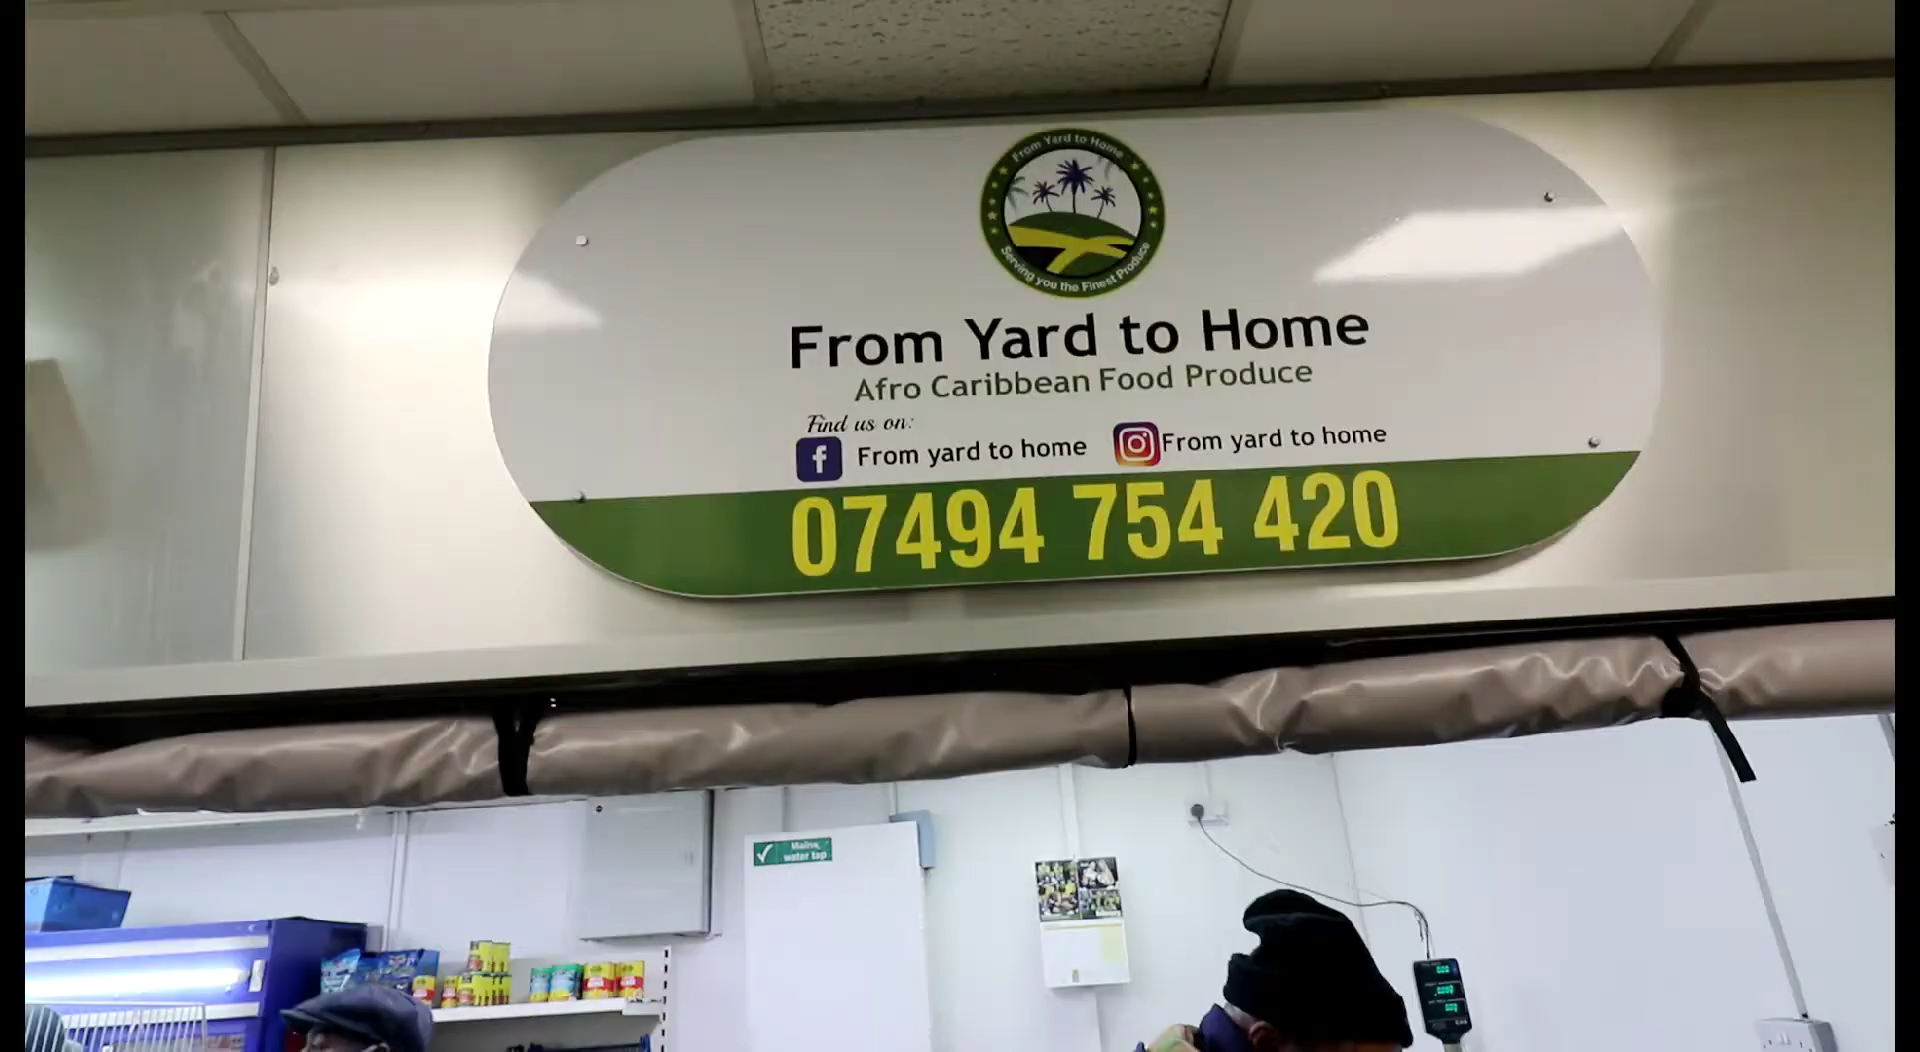 From Yard to Home
Serving you the Finest Produce
From Yard to Home
Afro Caribbean Food Produce
Find us on:
From yard to home
From yard to home
07494 754 420
Mains
water tap